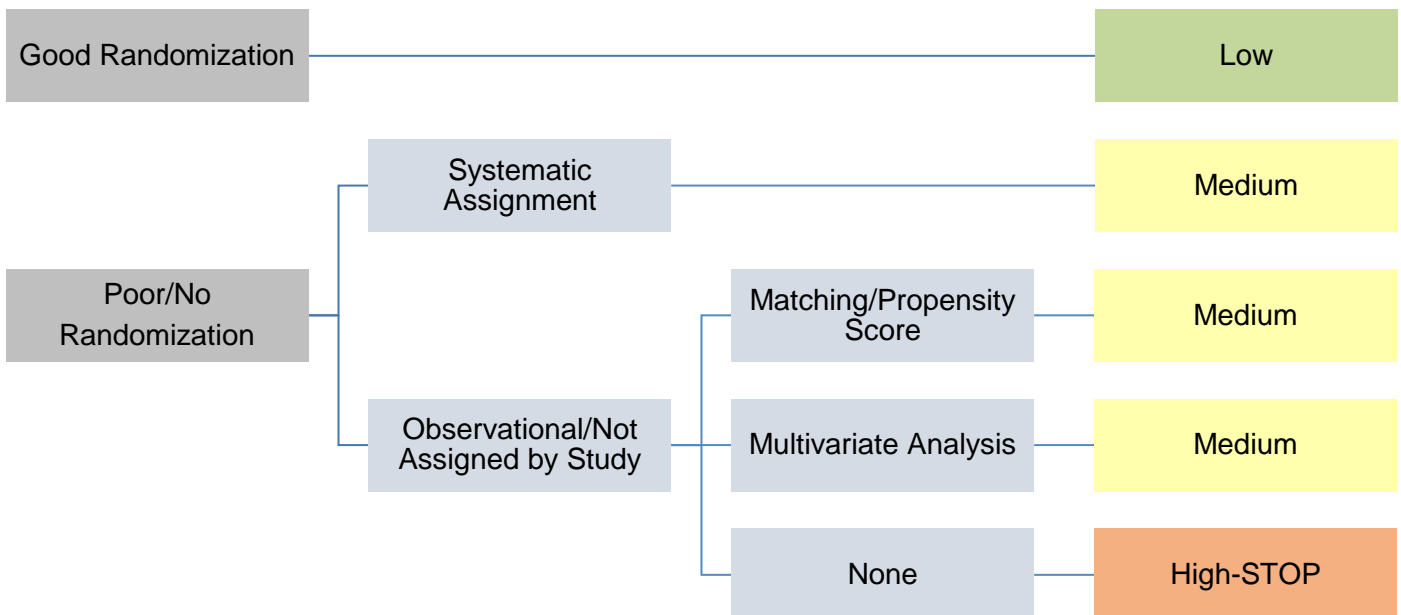 Good Randomization
Low
Systematic
Assignment
Medium
Poor/No
Randomization
Matching/Propensity
Score
Medium
Observational/Not
Assigned by Study
Multivariate Analysis
Medium
None
High-STOP